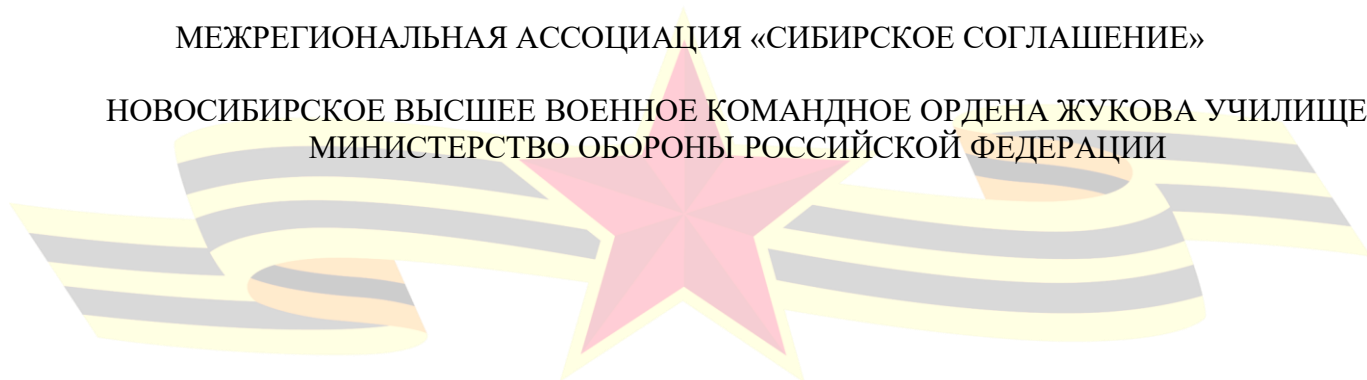 МЕЖРЕГИОНАЛЬНАЯ АССОЦИАЦИЯ «СИБИРСКОЕ СОГЛАШЕНИЕ»
НОВОСИБИРСКОЕ ВЫСШЕЕ ВОЕННОЕ КОМАНДНОЕ ОРДЕНА ЖУКОВА УЧИЛИЩЕ
МИНИСТЕРСТВО ОБОРОНЫ РОССИЙСКОЙ ФЕДЕРАЦИИ